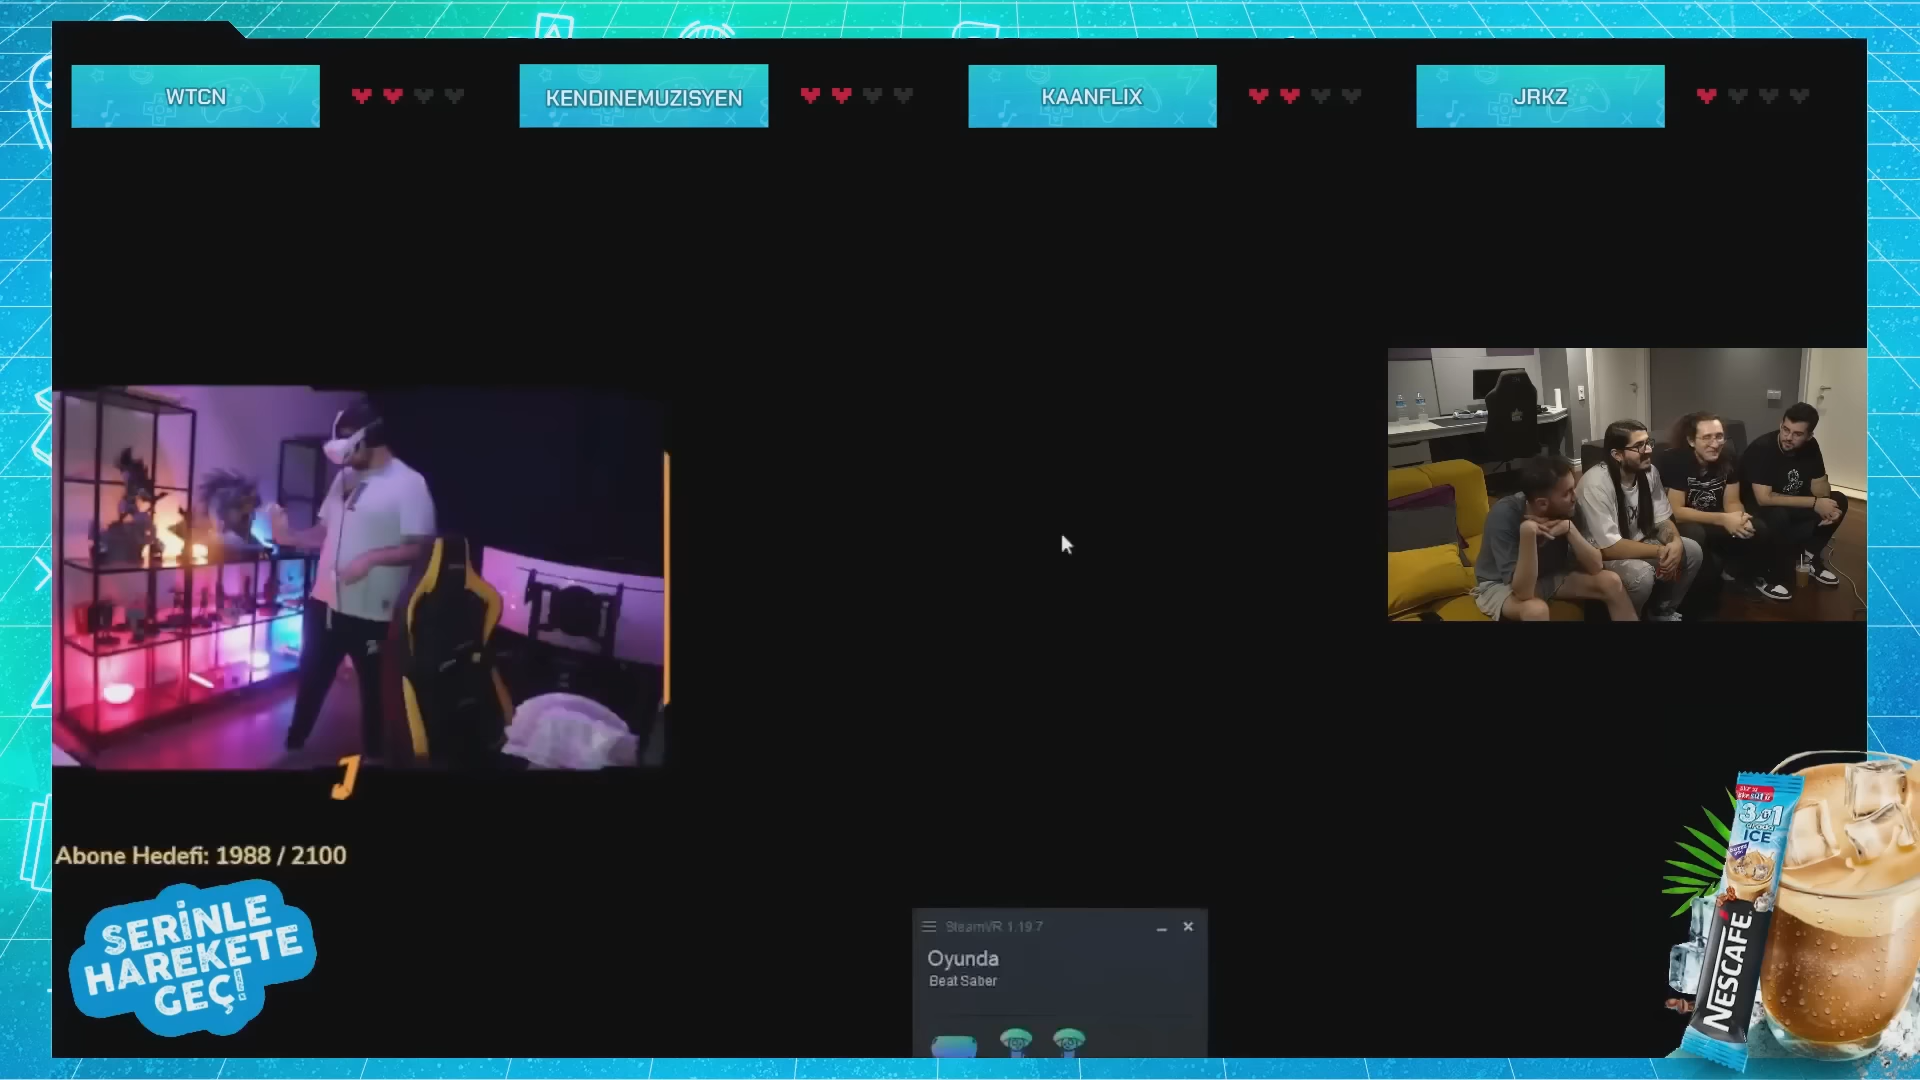 WTCN
KENDINEMUZISYEN
KAANFLIX
JRKZ
J
Abone Hedefi: 1988 / 2100
SERİNLE
HAREKETE
GEÇ!
SteamVR 1.19.7
Oyunda
Beat Saber
3ü1
ICE
NESCAFÉ